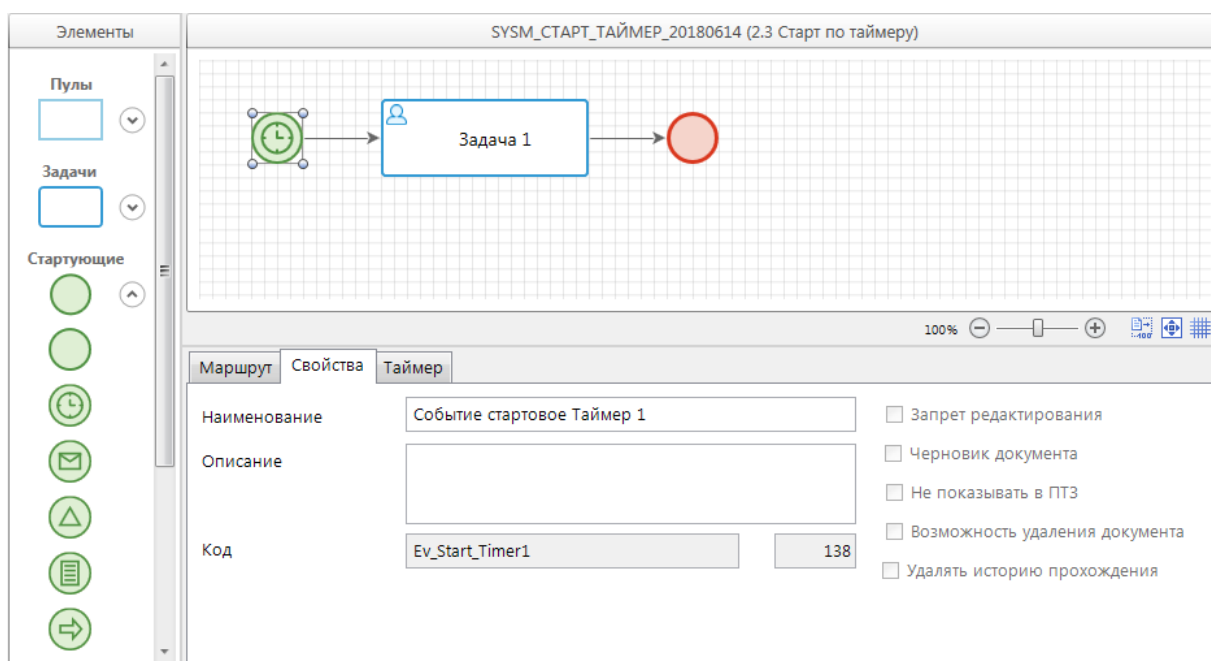 Элементы
SYSM_СТАРТ_ТАЙМЕР_20180614 (2.3 Старт по таймеру)
Пулы
Задачи
Стартующие
Задача 1
100%
Маршрут
Свойства
Таймер
Наименование
Событие стартовое Таймер 1
Запрет редактирования
Описание
Черновик документа
Не показывать в ПТЗ
Возможность удаления документа
Код
Ev_Start_Timer1
138
Удалять историю прохождения